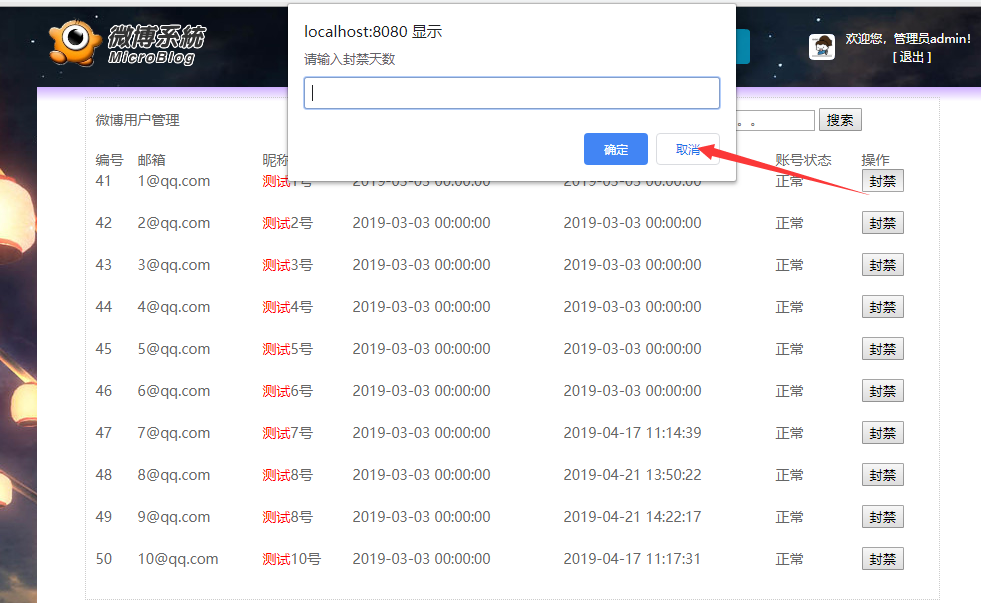 微博系統
MicroBlog
localhost:8080 显示
请输入封禁天数
确定
取消
欢迎您，管理员admin!
[ 退出 ]
微博用户管理
。。
搜索
编号 邮箱 昵称 账号状态 操作
41 1@qq.com 测试1号 2019-03-03 00:00:00 2019-03-03 00:00:00 正常 封禁
42 2@qq.com 测试2号 2019-03-03 00:00:00 2019-03-03 00:00:00 正常 封禁
43 3@qq.com 测试3号 2019-03-03 00:00:00 2019-03-03 00:00:00 正常 封禁
44 4@qq.com 测试4号 2019-03-03 00:00:00 2019-03-03 00:00:00 正常 封禁
45 5@qq.com 测试5号 2019-03-03 00:00:00 2019-03-03 00:00:00 正常 封禁
46 6@qq.com 测试6号 2019-03-03 00:00:00 2019-03-03 00:00:00 正常 封禁
47 7@qq.com 测试7号 2019-03-03 00:00:00 2019-04-17 11:14:39 正常 封禁
48 8@qq.com 测试8号 2019-03-03 00:00:00 2019-04-21 13:50:22 正常 封禁
49 9@qq.com 测试8号 2019-03-03 00:00:00 2019-04-21 14:22:17 正常 封禁
50 10@qq.com 测试10号 2019-03-03 00:00:00 2019-04-17 11:17:31 正常 封禁